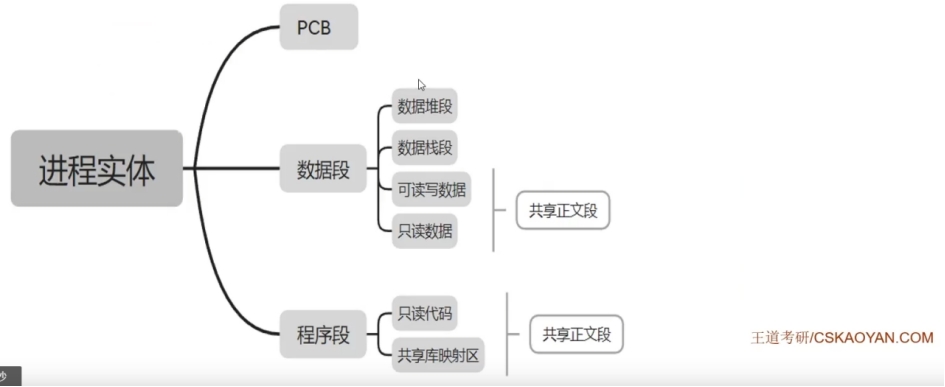 PCB
进程实体
数据段
数据堆段
数据栈段
可读写数据
只读数据
共享正文段
程序段
只读代码
共享库映射区
共享正文段
王道考研/CSKAOYAN.COM